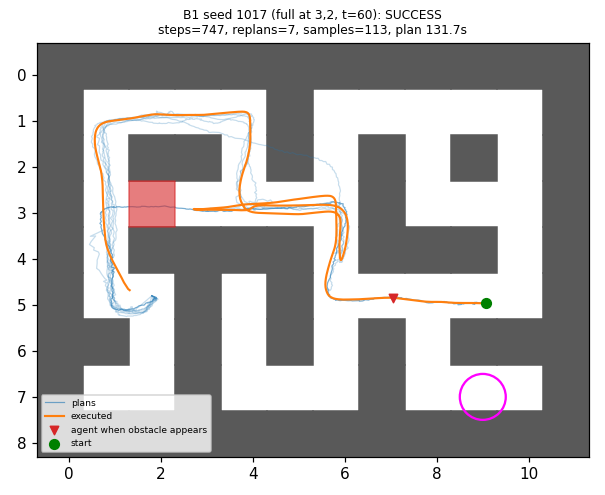 B1 seed 1017 (full at 3,2, t=60): SUCCESS
steps=747, replans=7, samples=113, plan 131.7s
0
1
2
3
4
5
6
7
8
plans
executed
agent when obstacle appears
start
0 2 4 6 8 10